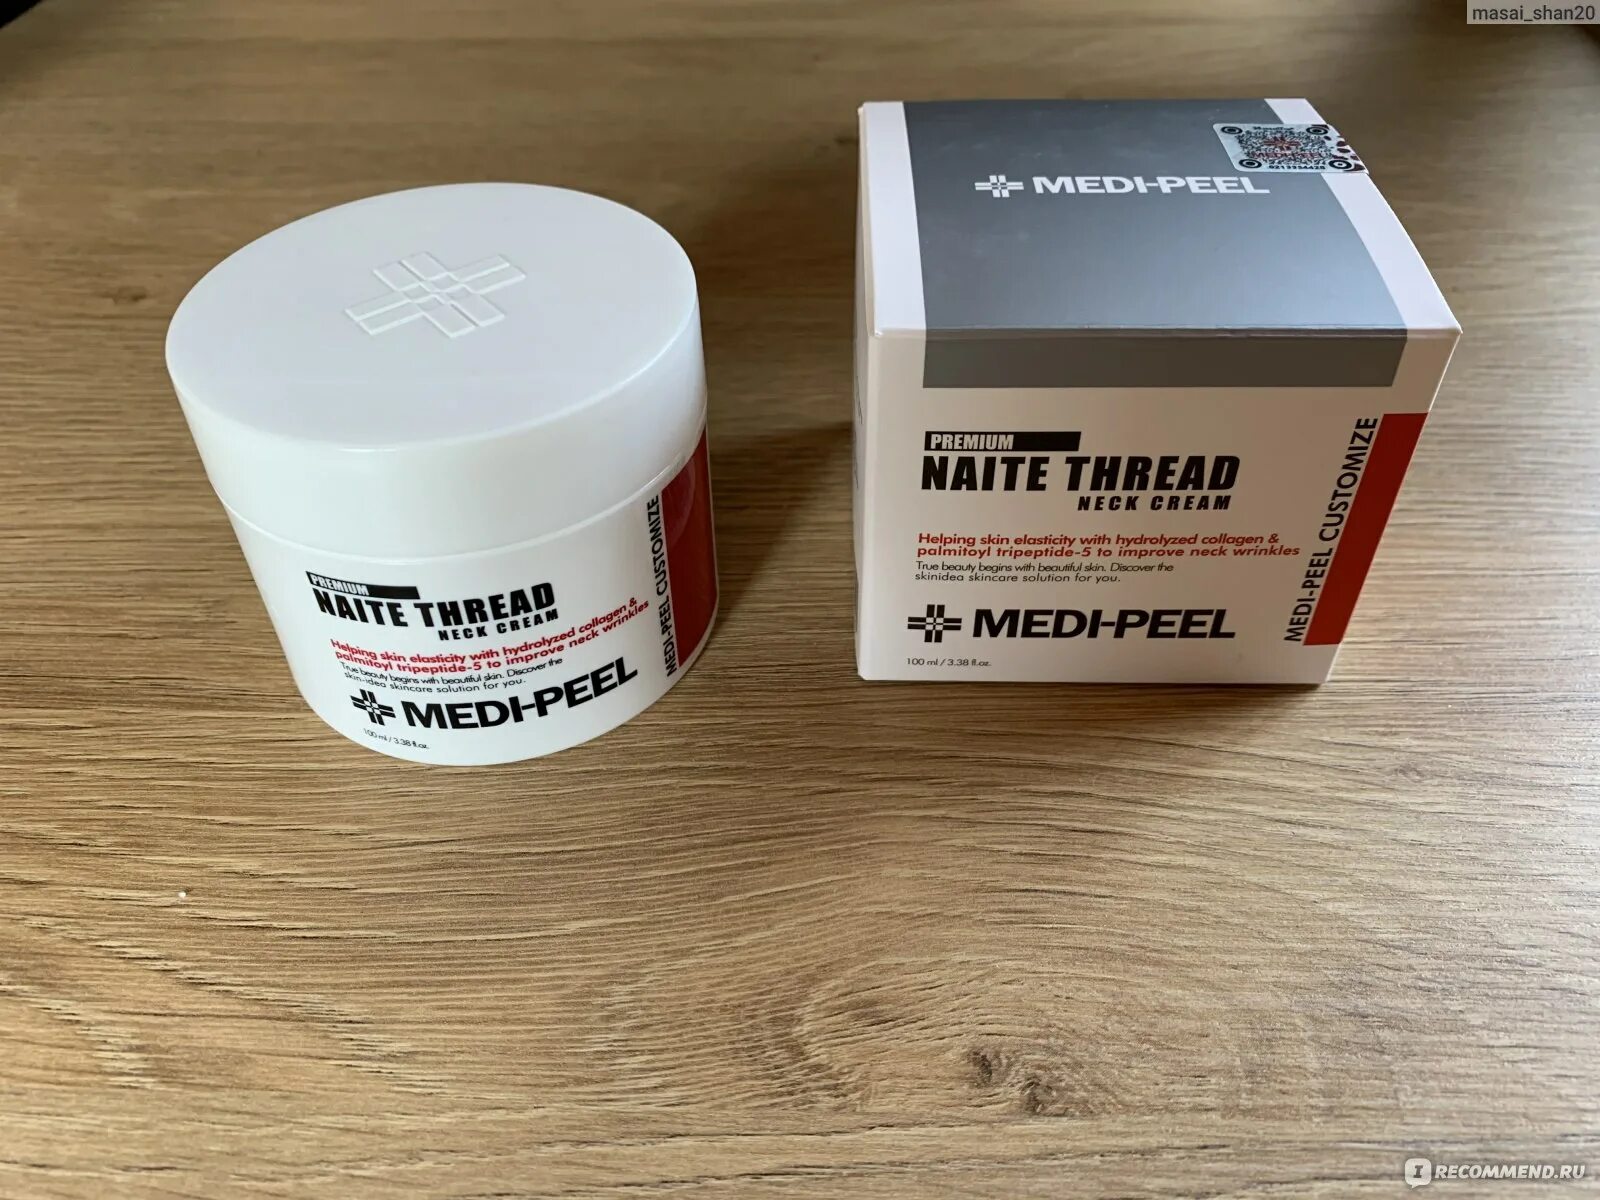 masai_shan20
MEDI-PEEL
MEDI-PEEL
PREMIUM
NAITE THREAD
NECK CREAM
Helping skin elasticity with hydrolyzed collagen &
palmitoyl tripeptide-5 to improve neck wrinkles
True beauty begins with beautiful skin. Discover the
skinidea skincare solution for you.
MEDI-PEEL
100 ml / 3.38 fl.oz.
MEDI-PEEL CUSTOMIZE
PREMIUM
NAITE THREAD
NECK CREAM
Helping skin elasticity with hydrolyzed collagen &
palmitoyl tripeptide-5 to improve neck wrinkles
True beauty begins with beautiful skin. Discover the
skin-idea skincare solution for you.
MEDI-PEEL
100 ml / 3.38 fl.oz.
MEDI-PEEL CUSTOMIZE
IRECOMMEND.RU